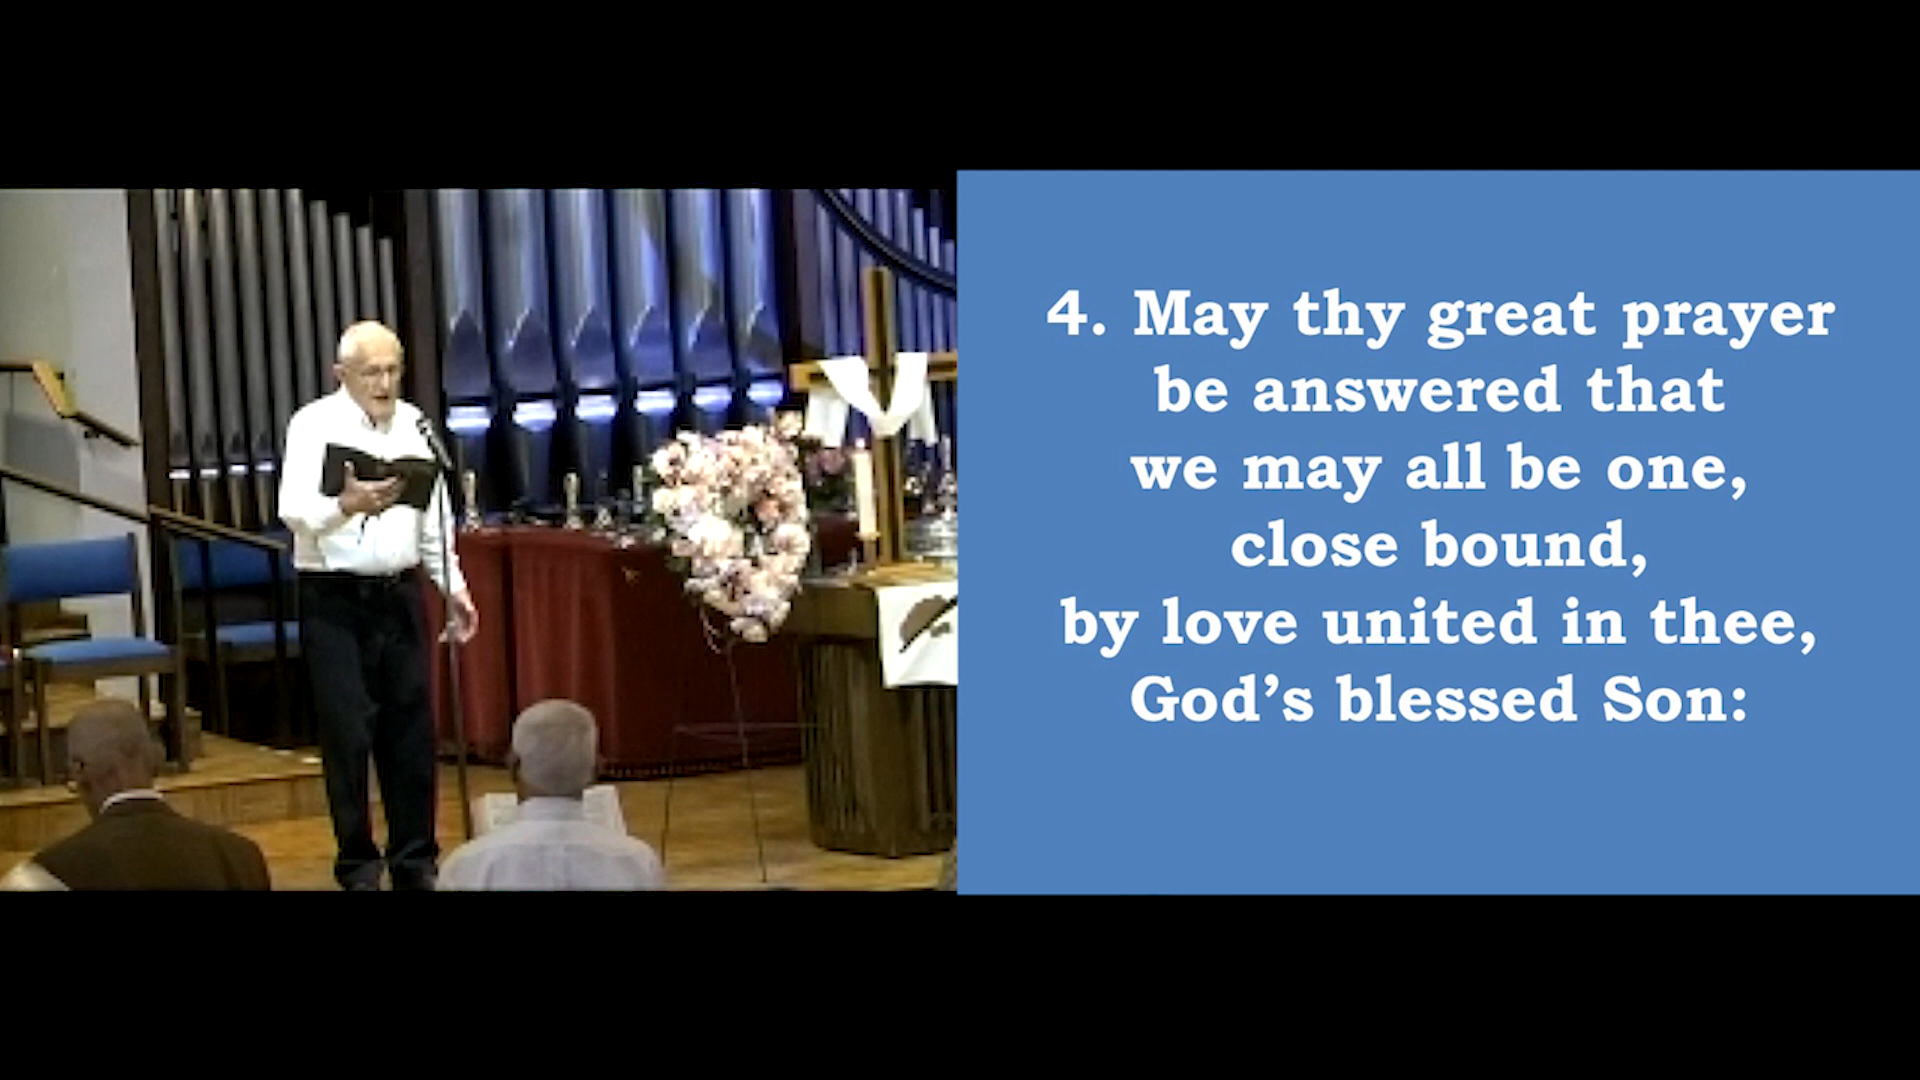 4. May thy great prayer
be answered that
we may all be one,
close bound,
by love united in thee,
God’s blessed Son: